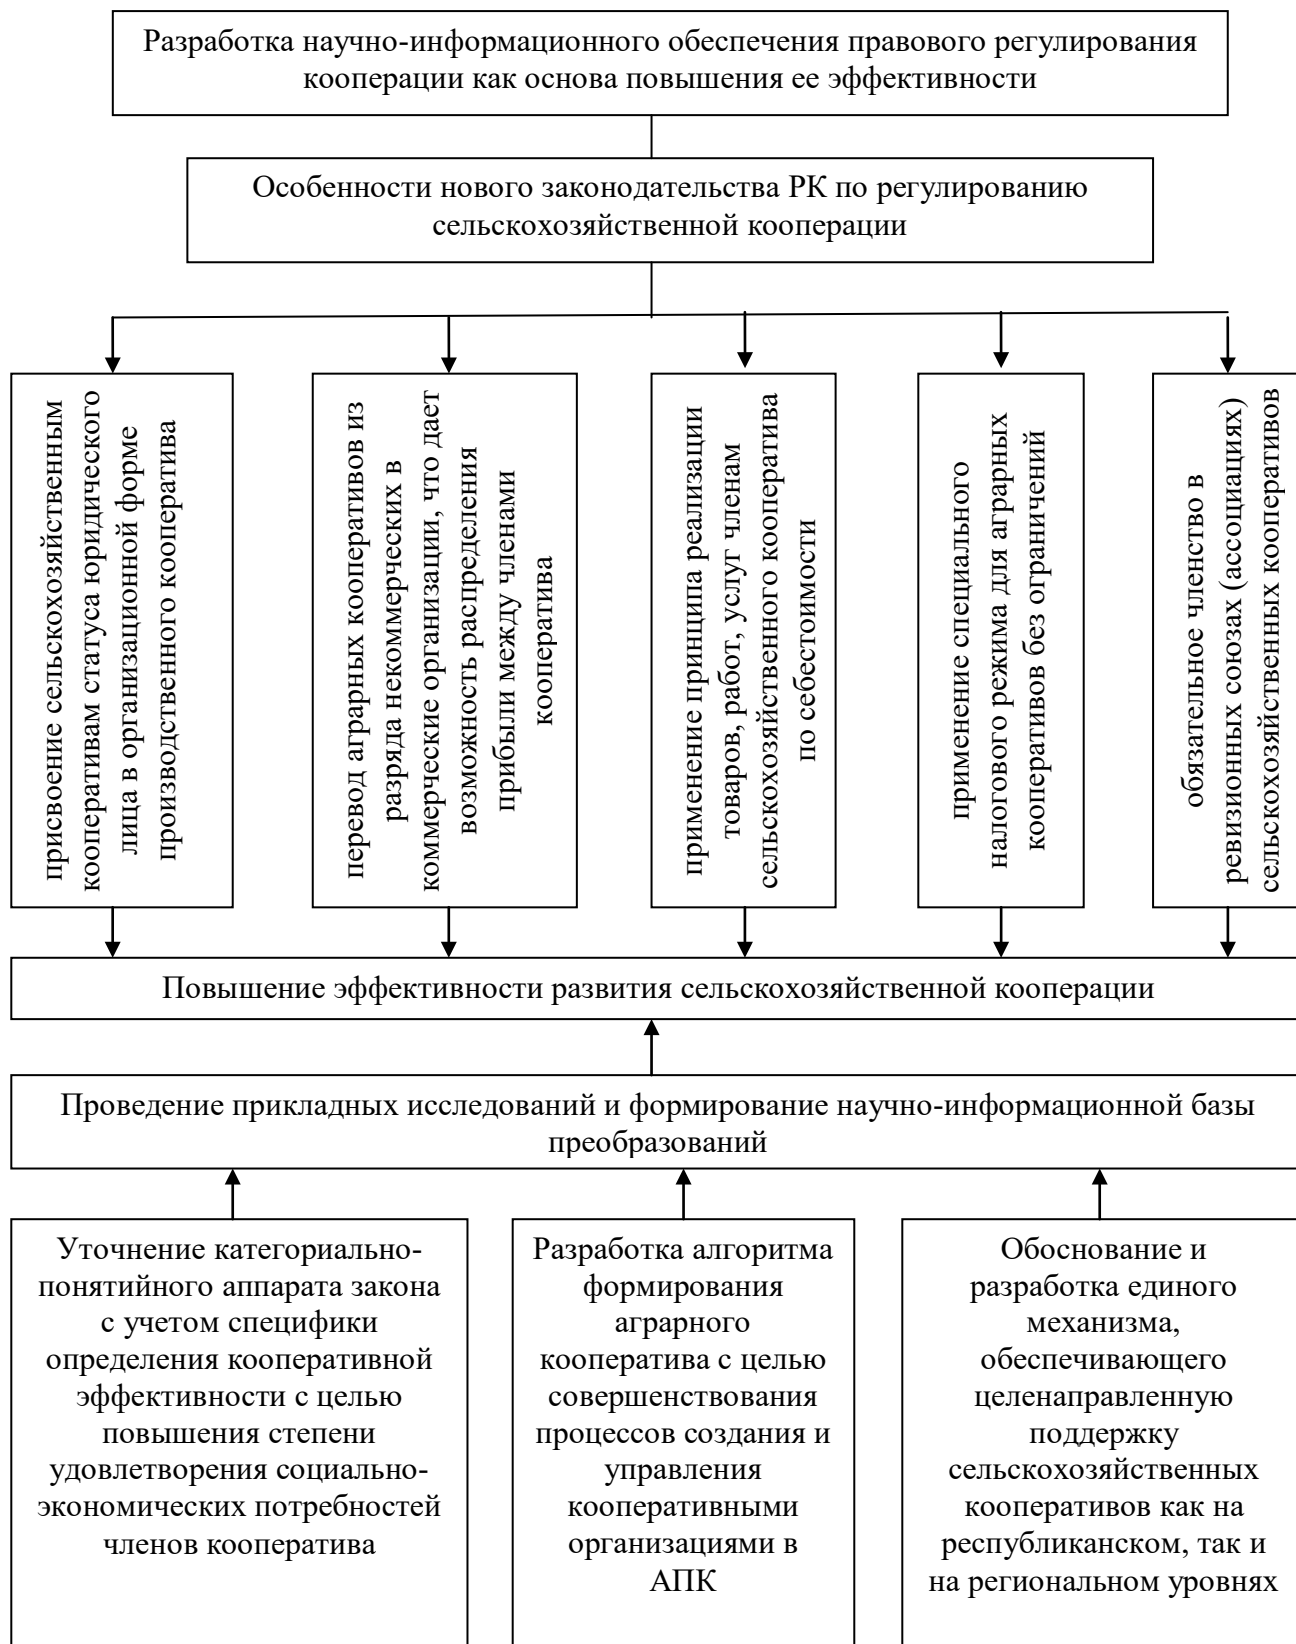 Разработка научно-информационного обеспечения правового регулирования
кооперации как основа повышения ее эффективности
Особенности нового законодательства РК по регулированию
сельскохозяйственной кооперации
присвоение сельскохозяйственным
кооперативам статуса юридического
лица в организационной форме
производственного кооператива
перевод аграрных кооперативов из
разряда некоммерческих в
коммерческие организации, что дает
возможность распределения
прибыли между членами
кооператива
применение принципа реализации
товаров, работ, услуг членам
сельскохозяйственного кооператива
по себестоимости
применение специального
налогового режима для аграрных
кооперативов без ограничений
обязательное членство в
ревизионных союзах (ассоциациях)
сельскохозяйственных кооперативов
Повышение эффективности развития сельскохозяйственной кооперации
Проведение прикладных исследований и формирование научно-информационной базы
преобразований
Уточнение категориально-
понятийного аппарата закона
с учетом специфики
определения кооперативной
эффективности с целью
повышения степени
удовлетворения социально-
экономических потребностей
членов кооператива
Разработка алгоритма
формирования
аграрного
кооператива с целью
совершенствования
процессов создания и
управления
кооперативными
организациями в
АПК
Обоснование и
разработка единого
механизма,
обеспечивающего
целенаправленную
поддержку
сельскохозяйственных
кооперативов как на
республиканском, так и
на региональном уровнях